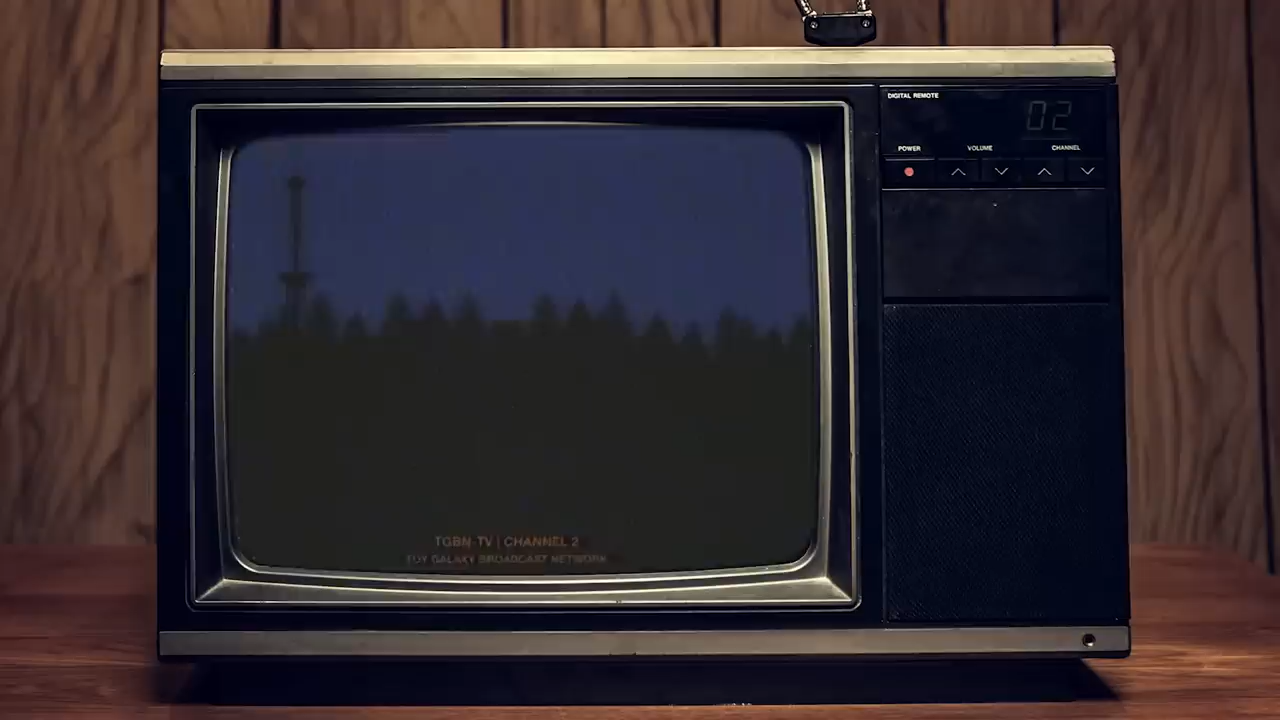 DIGITAL REMOTE
02
POWER VOLUME CHANNEL
TGBN-TV | CHANNEL 2
TOY GALAXY BROADCAST NETWORK